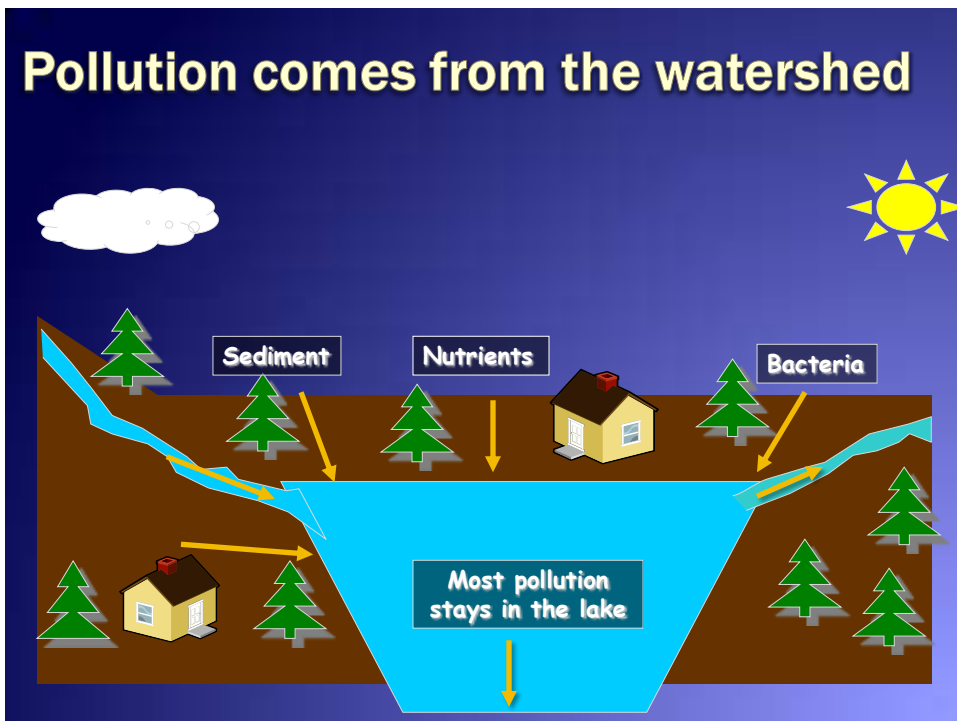 Pollution comes from the watershed
Sediment
Nutrients
Bacteria
Most pollution
stays in the lake